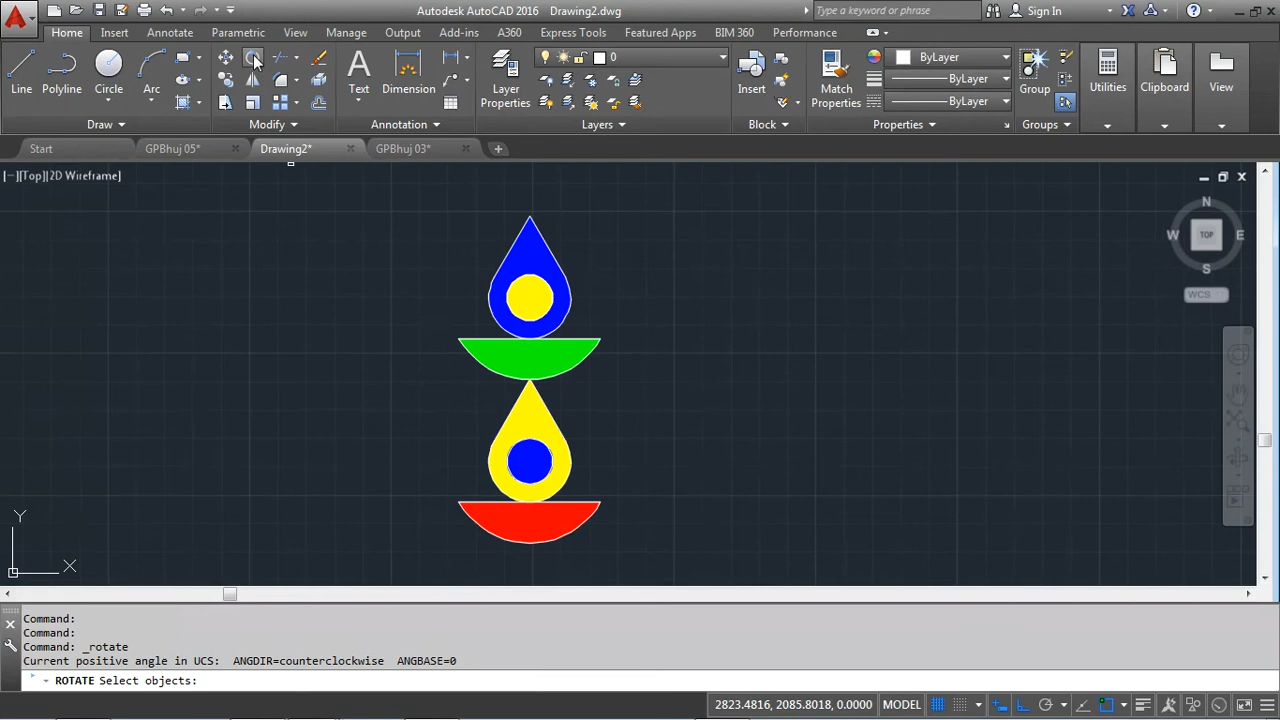 Autodesk AutoCAD 2016 Drawing2.dwg
Type a keyword or phrase
Sign In
Home Insert Annotate Parametric View Manage Output Add-ins A360 Express Tools Featured Apps BIM 360 Performance
Line Polyline Circle Arc
Text Dimension
Layer Properties
0
Insert
Match Properties
ByLayer
ByLayer
ByLayer
Group
Utilities
Clipboard
View
Draw Modify Annotation Layers Block Properties Groups
Start GPBhuj 05* Drawing2* GPBhuj 03*
[−][Top][2D Wireframe]
N
W TOP E
S
WCS
Y
X
Command:
Command:
Command: _rotate
Current positive angle in UCS: ANGDIR=counterclockwise ANGBASE=0
ROTATE Select objects:
2823.4816, 2085.8018, 0.0000 MODEL